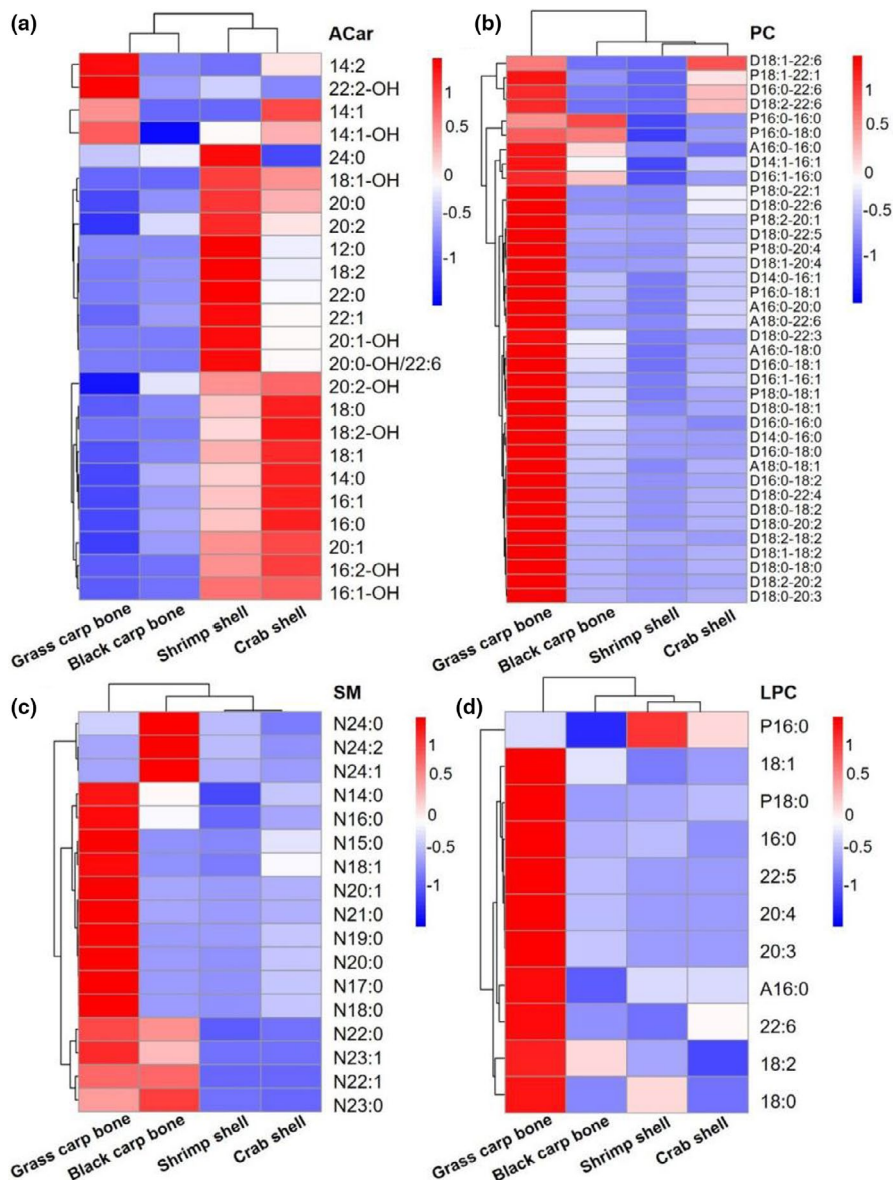 (a)
ACar
14:2
22:2-OH
14:1
14:1-OH
24:0
18:1-OH
20:0
20:2
12:0
18:2
22:0
22:1
20:1-OH
20:0-OH/22:6
20:2-OH
18:0
18:2-OH
18:1
14:0
16:1
16:0
20:1
16:2-OH
16:1-OH
1
0.5
0
-0.5
-1
Grass carp bone
Black carp bone
Shrimp shell
Crab shell
(b)
PC
D18:1-22:6
P18:1-22:1
D16:0-22:6
D18:2-22:6
P16:0-16:0
P16:0-18:0
A16:0-16:0
D14:1-16:1
D16:1-16:0
P18:0-22:1
D18:0-22:6
P18:2-20:1
D18:0-22:5
P18:0-20:4
D18:1-20:4
D14:0-16:1
P16:0-18:1
A16:0-20:0
A18:0-22:6
D18:0-22:3
A16:0-18:0
D16:0-18:1
D16:1-16:1
P18:0-18:1
D18:0-18:1
D16:0-16:0
D14:0-16:0
D16:0-18:0
A18:0-18:1
D16:0-18:2
D18:0-22:4
D18:0-18:2
D18:0-20:2
D18:2-18:2
D18:1-18:2
D18:0-18:0
D18:2-20:2
D18:0-20:3
1
0.5
0
-0.5
-1
Grass carp bone
Black carp bone
Shrimp shell
Crab shell
(c)
SM
N24:0
N24:2
N24:1
N14:0
N16:0
N15:0
N18:1
N20:1
N21:0
N19:0
N20:0
N17:0
N18:0
N22:0
N23:1
N22:1
N23:0
1
0.5
0
-0.5
-1
Grass carp bone
Black carp bone
Shrimp shell
Crab shell
(d)
LPC
P16:0
18:1
P18:0
16:0
22:5
20:4
20:3
A16:0
22:6
18:2
18:0
1
0.5
0
-0.5
-1
Grass carp bone
Black carp bone
Shrimp shell
Crab shell